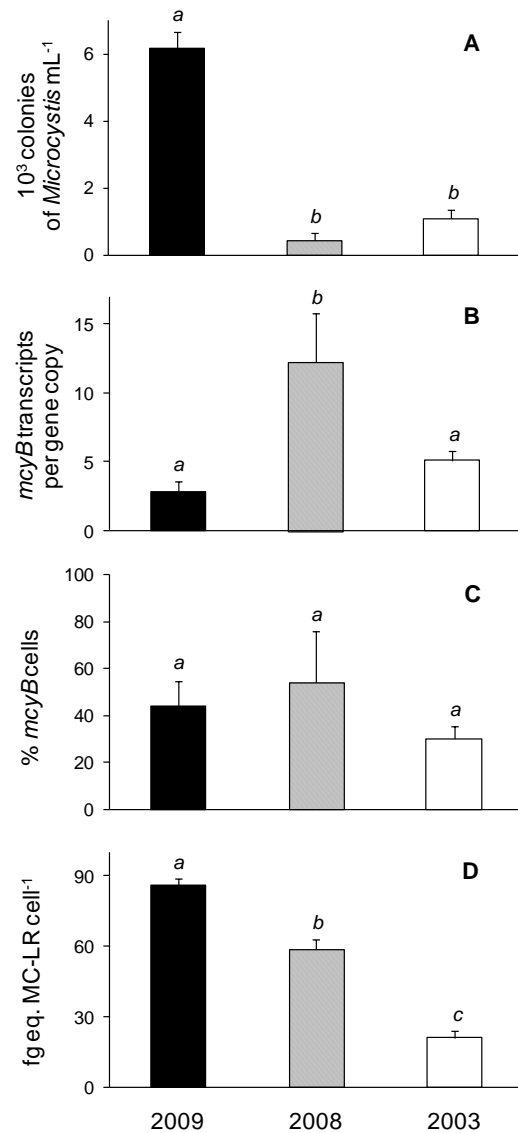 a
A
6
4
2
0
b
b
10³ colonies
of Microcystis mL⁻¹
b
B
15
10
5
0
a
a
mcyB transcripts
per gene copy
100
80
60
40
20
0
C
a
a
a
% mcyB cells
a
D
90
60
30
0
b
c
fg eq. MC-LR cell⁻¹
2009 2008 2003